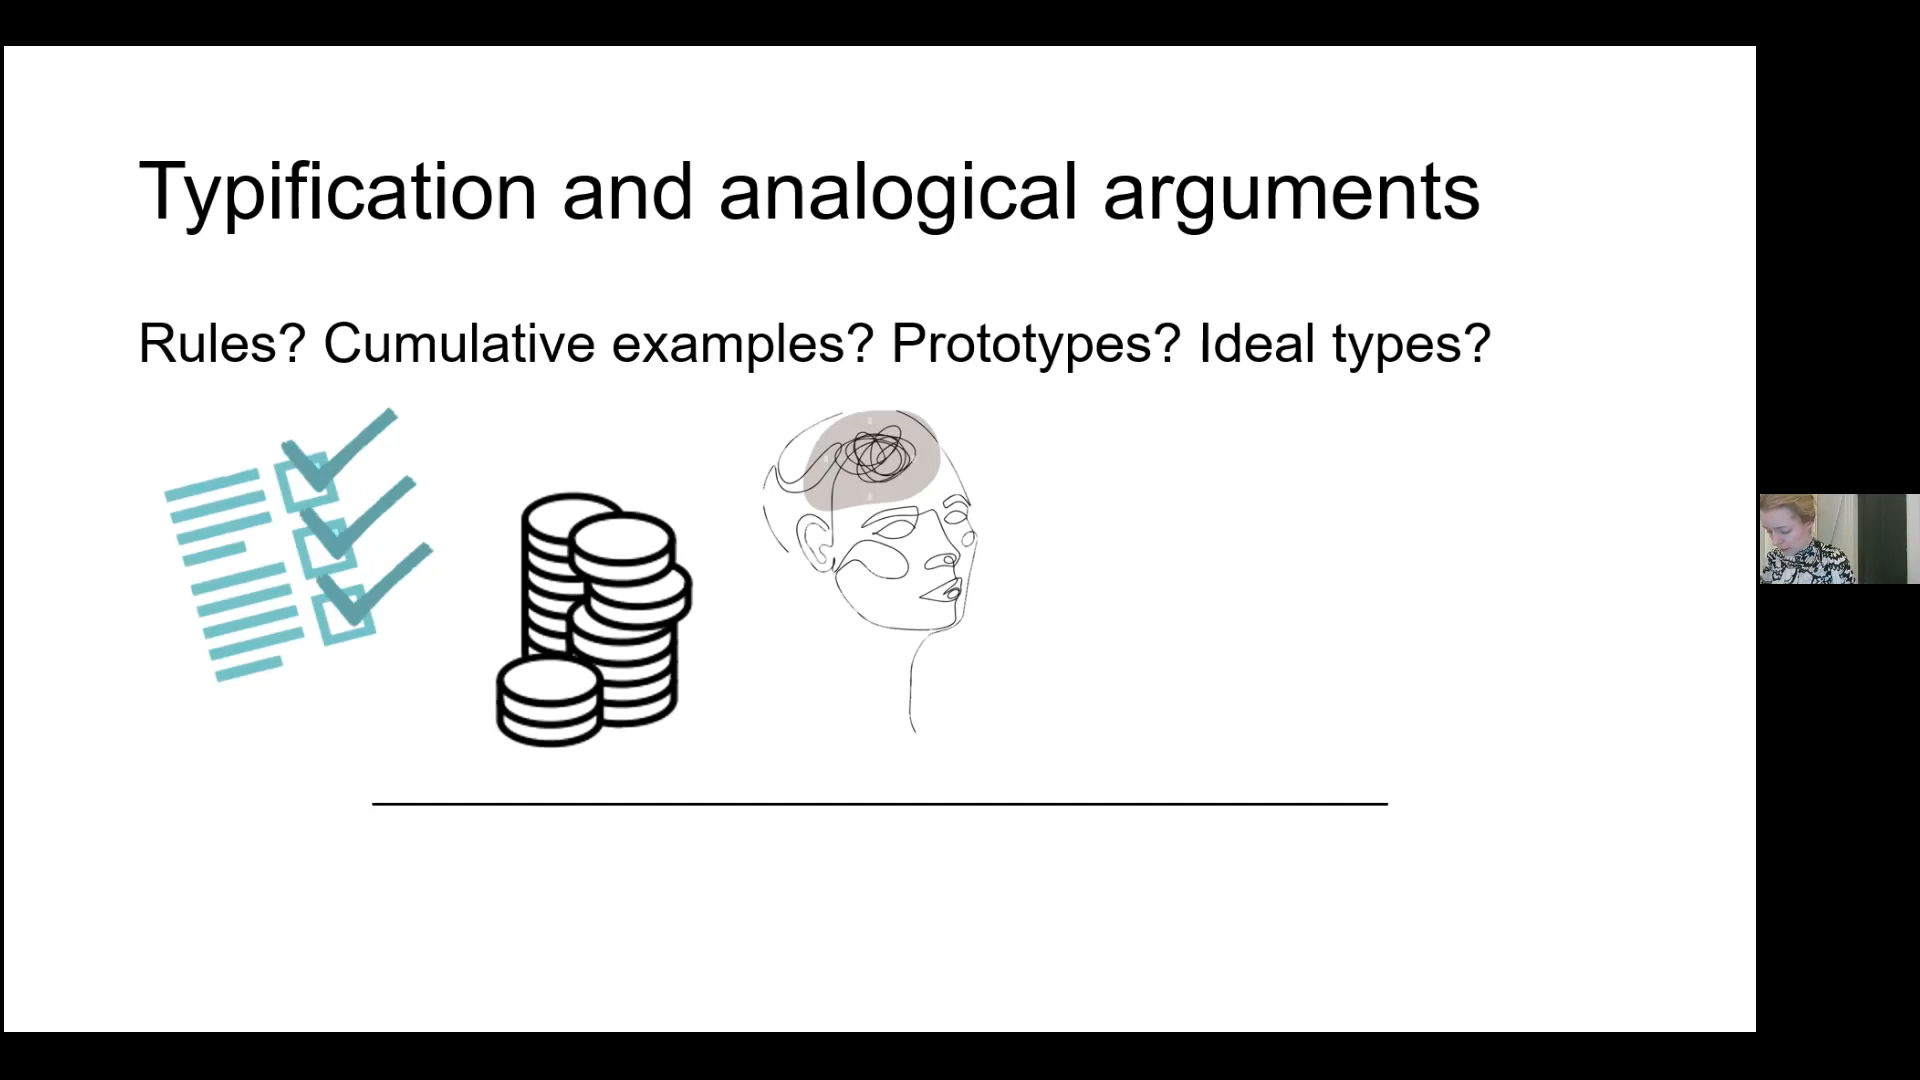 Typification and analogical arguments
Rules? Cumulative examples? Prototypes? Ideal types?